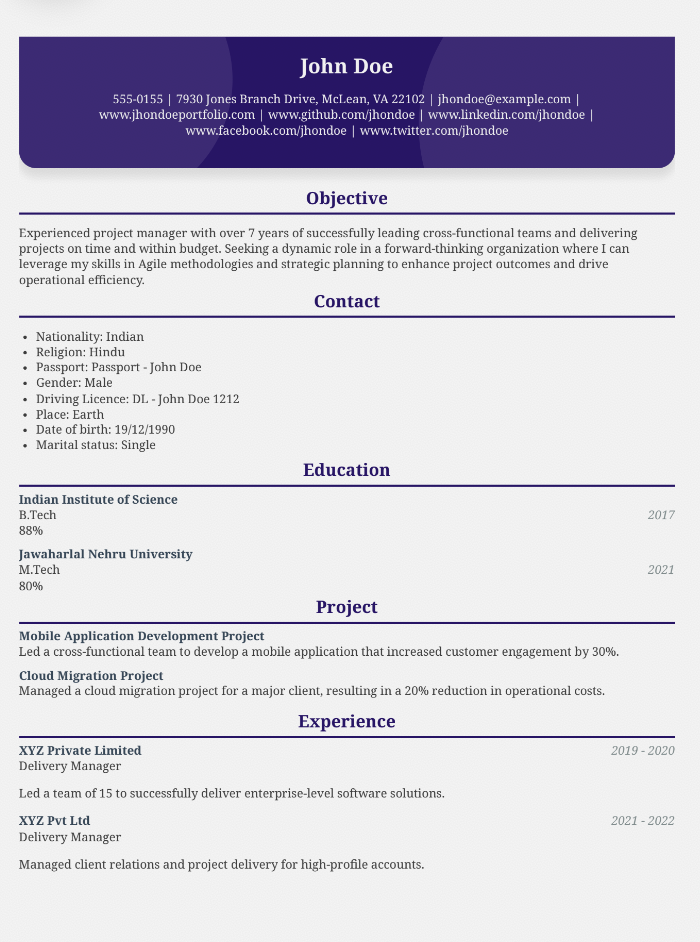 John Doe
555-0155 | 7930 Jones Branch Drive, McLean, VA 22102 | jhondoe@example.com |
www.jhondoeportfolio.com | www.github.com/jhondoe | www.linkedin.com/jhondoe |
www.facebook.com/jhondoe | www.twitter.com/jhondoe
Objective
Experienced project manager with over 7 years of successfully leading cross-functional teams and delivering
projects on time and within budget. Seeking a dynamic role in a forward-thinking organization where I can
leverage my skills in Agile methodologies and strategic planning to enhance project outcomes and drive
operational efficiency.
Contact
• Nationality: Indian
• Religion: Hindu
• Passport: Passport - John Doe
• Gender: Male
• Driving Licence: DL - John Doe 1212
• Place: Earth
• Date of birth: 19/12/1990
• Marital status: Single
Education
Indian Institute of Science
B.Tech 2017
88%
Jawaharlal Nehru University
M.Tech 2021
80%
Project
Mobile Application Development Project
Led a cross-functional team to develop a mobile application that increased customer engagement by 30%.
Cloud Migration Project
Managed a cloud migration project for a major client, resulting in a 20% reduction in operational costs.
Experience
XYZ Private Limited 2019 - 2020
Delivery Manager
Led a team of 15 to successfully deliver enterprise-level software solutions.
XYZ Pvt Ltd 2021 - 2022
Delivery Manager
Managed client relations and project delivery for high-profile accounts.